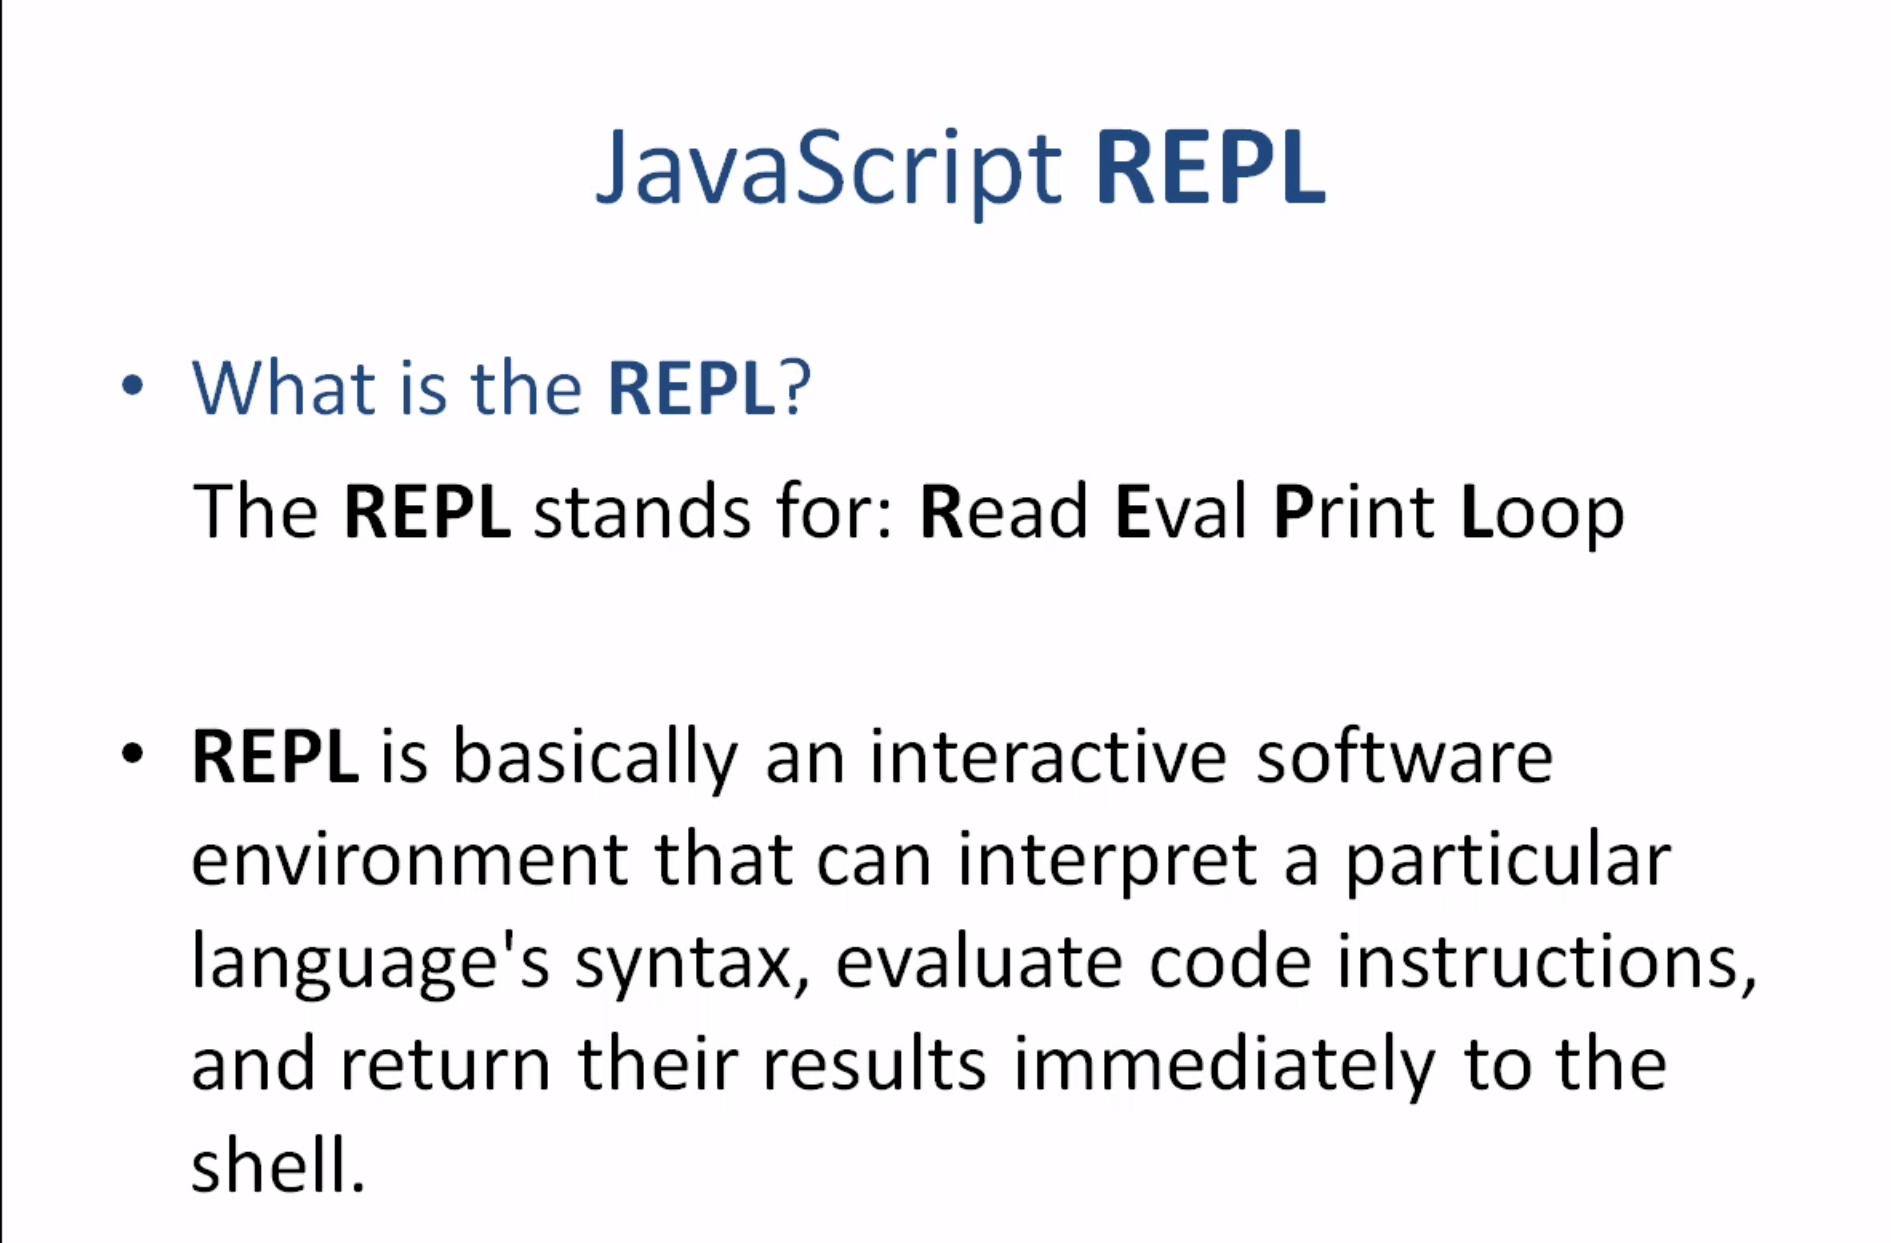 JavaScript REPL
• What is the REPL?
The REPL stands for: Read Eval Print Loop
• REPL is basically an interactive software
environment that can interpret a particular
language's syntax, evaluate code instructions,
and return their results immediately to the
shell.